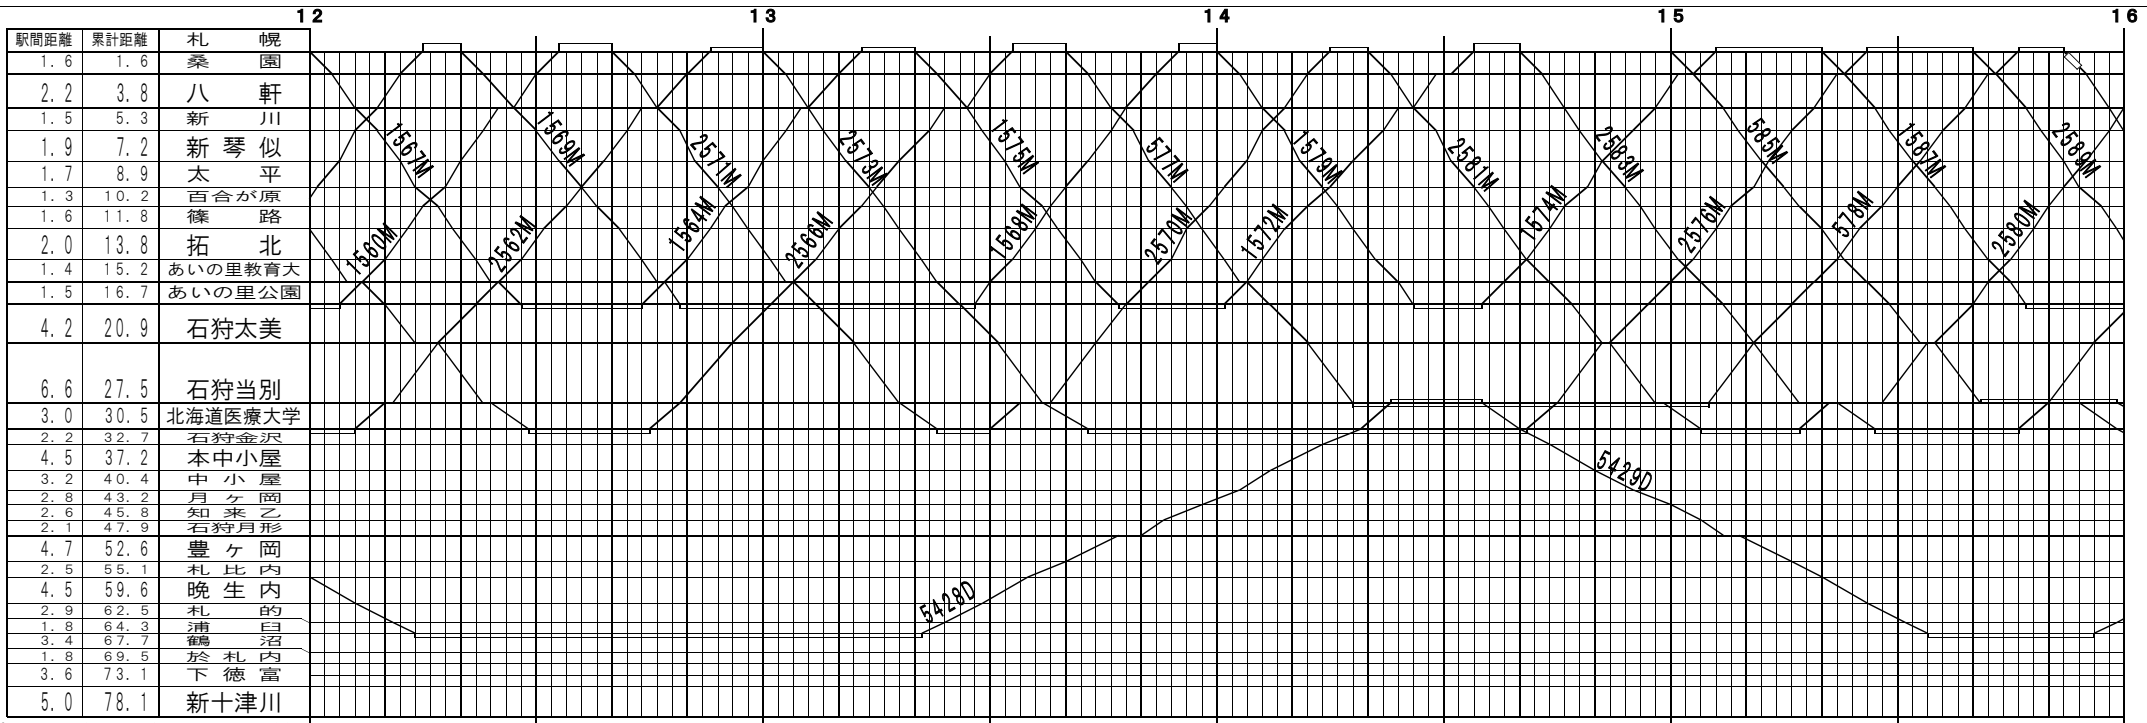 12 13 14 15 16
駅間距離 累計距離 札幌
1.6 1.6 桑園
2.2 3.8 八軒
1.5 5.3 新川
1.9 7.2 新琴似
1.7 8.9 太平
1.3 10.2 百合が原
1.6 11.8 篠路
2.0 13.8 拓北
1.4 15.2 あいの里教育大
1.5 16.7 あいの里公園
4.2 20.9 石狩太美
6.6 27.5 石狩当別
3.0 30.5 北海道医療大学
2.2 32.7 石狩金沢
4.5 37.2 本中小屋
3.2 40.4 中小屋
2.8 43.2 月ヶ岡
2.6 45.8 知来乙
2.1 47.9 石狩月形
4.7 52.6 豊ヶ岡
2.5 55.1 札比内
4.5 59.6 晩生内
2.9 62.5 札的
1.8 64.3 浦臼
3.4 67.7 鶴沼
1.8 69.5 於札内
3.6 73.1 下徳富
5.0 78.1 新十津川
1567M
1569M
2571M
2573M
1575M
577M
1579M
2581M
2583M
585M
1587M
2589M
1560M
2562M
1564M
2566M
1568M
2570M
1572M
1574M
2576M
578M
2580M
5428D
5429D